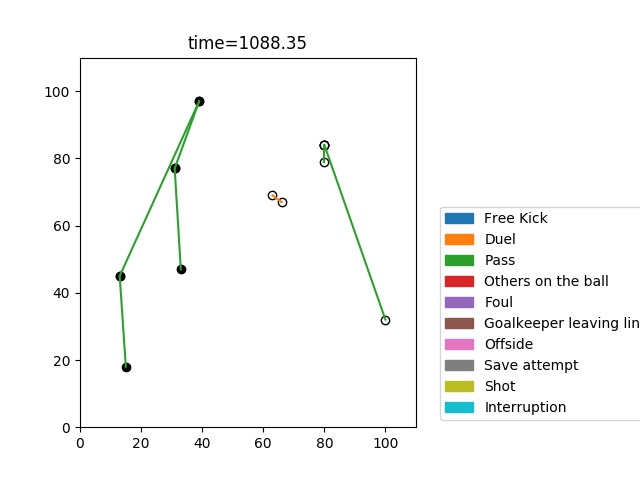 time=1088.35
100
80
60
40
20
0
0 20 40 60 80 100
Free Kick
Duel
Pass
Others on the ball
Foul
Goalkeeper leaving lin
Offside
Save attempt
Shot
Interruption